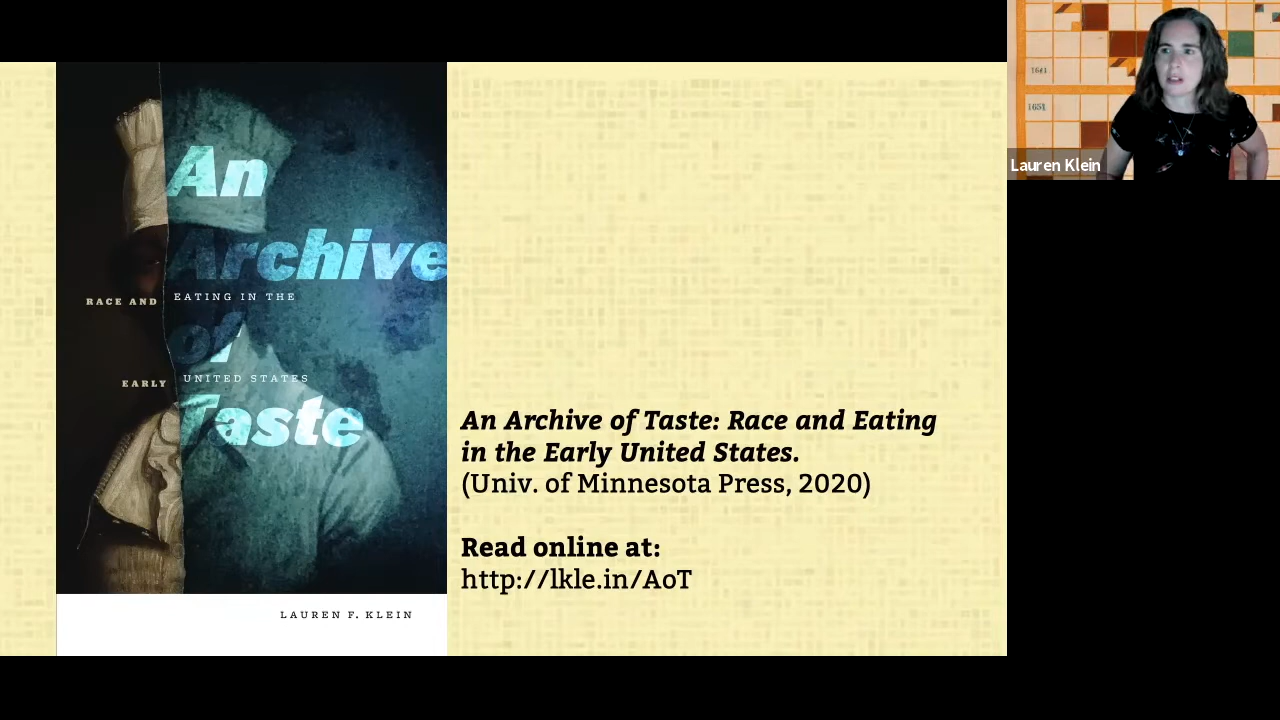 An
Archive
RACE AND EATING IN THE
of
EARLY UNITED STATES
Taste
LAUREN F. KLEIN
An Archive of Taste: Race and Eating
in the Early United States.
(Univ. of Minnesota Press, 2020)
Read online at:
http://lkle.in/AoT
1641
1651
Lauren Klein